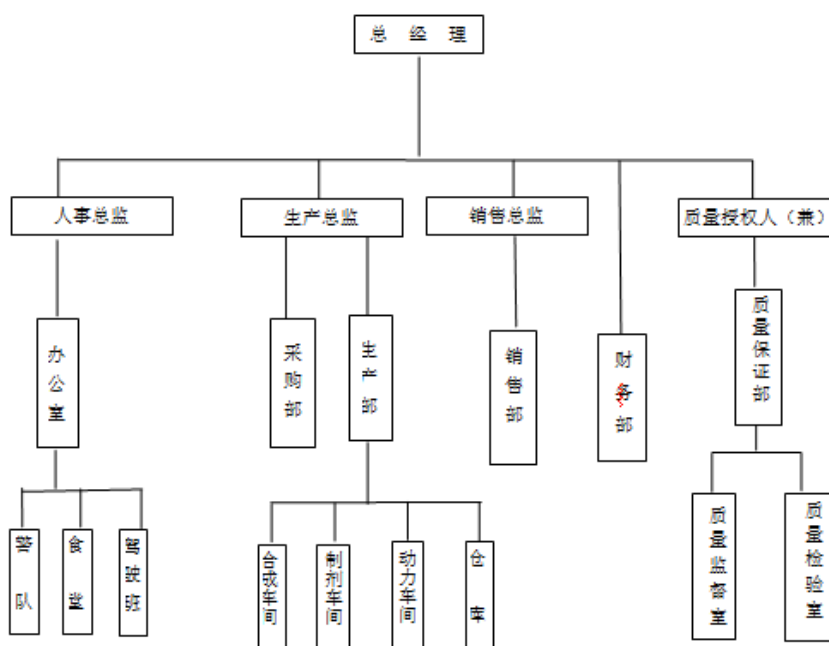 总经理
人事总监
生产总监
销售总监
质量授权人（兼）
办公室
采购部
生产部
销售部
财务部
质量保证部
警队
食堂
驾驶班
合成车间
制剂车间
动力车间
仓库
质量监督室
质量检验室